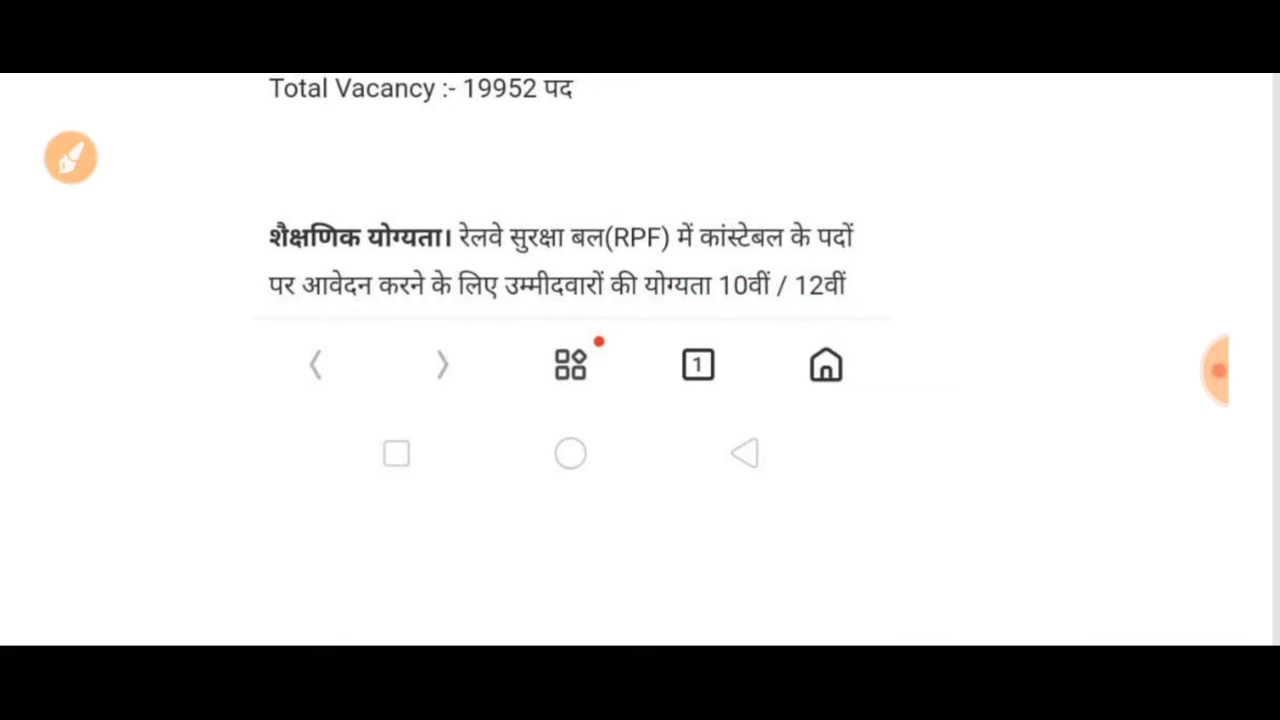 Total Vacancy :- 19952 पद
शैक्षणिक योग्यता। रेलवे सुरक्षा बल(RPF) में कांस्टेबल के पदों
पर आवेदन करने के लिए उम्मीदवारों की योग्यता 10वीं / 12वीं
1